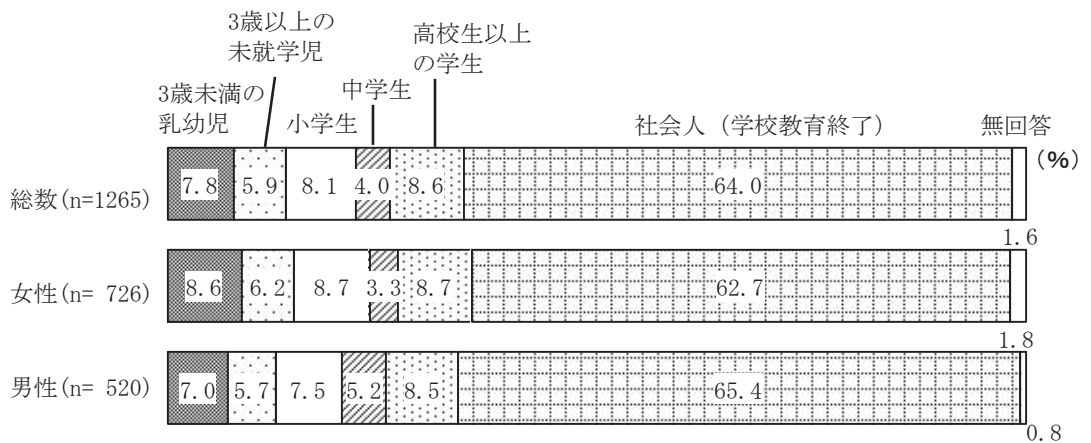 3歳以上の
未就学児
高校生以上
の学生
3歳未満の
乳幼児
小学生
中学生
社会人（学校教育終了）
無回答
(%)
総数(n=1265)
7.8 5.9 8.1 4.0 8.6 64.0
1.6
女性(n= 726)
8.6 6.2 8.7 3.3 8.7 62.7
1.8
男性(n= 520)
7.0 5.7 7.5 5.2 8.5 65.4
0.8